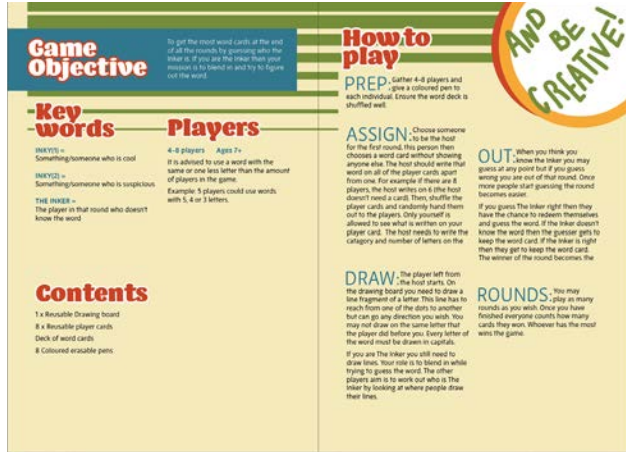 Game
Objective
To get the most word cards at the end
of all the rounds by guessing who the
Inker is. If you are the Inker then your
mission is to blend in and try to figure
out the word.
Key
words
INKY(1) =
Something/someone who is cool
INKY(2) =
Something/someone who is suspicious
THE INKER =
The player in that round who doesn't
know the word
Players
4-8 players Ages 7+
It is advised to use a word with the
same or one less letter than the amount
of players in the game.
Example: 5 players could use words
with 5, 4 or 3 letters.
Contents
1 x Reusable Drawing board
8 x Reusable player cards
Deck of word cards
8 Coloured erasable pens
How to
play
PREP: Gather 4-8 players and
give a coloured pen to
each individual. Ensure the word deck is
shuffled well.
ASSIGN: Choose someone
to be the host
for the first round, this person then
chooses a word card without showing
anyone else. The host should write that
word on all of the player cards apart
from one. For example if there are 8
players, the host writes on 6 (the host
doesn't need a card). Then, shuffle the
player cards and randomly hand them
out to the players. Only yourself is
allowed to see what is written on your
player card. The host needs to write the
catagory and number of letters on the
DRAW: The player left from
the host starts. On
the drawing board you need to draw a
line fragment of a letter. This line has to
reach from one of the dots to another
but can go any direction you wish. You
may not draw on the same letter that
the player did before you. Every letter of
the word must be drawn in capitals.
If you are The Inker you still need to
draw lines. Your role is to blend in while
trying to guess the word. The other
players aim is to work out who is The
Inker by looking at where people draw
their lines.
AND
BE
CREATIVE!
OUT: When you think you
know the Inker you may
guess at any point but if you guess
wrong you are out of that round. Once
more people start guessing the round
becomes easier.
If you guess The Inker right then they
have the chance to redeem themselves
and guess the word. If the Inker doesn't
know the word then the guesser gets to
keep the word card. If the Inker is right
then they get to keep the word card.
The winner of the round becomes the
ROUNDS: You may
play as many
rounds as you wish. Once you have
finished everyone counts how many
cards they won. Whoever has the most
wins the game.